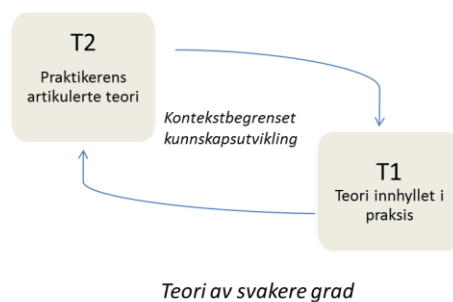 T2
Praktikerens
artikulerte teori
Kontekstbegrenset
kunnskapsutvikling
T1
Teori innhyllet i
praksis
Teori av svakere grad